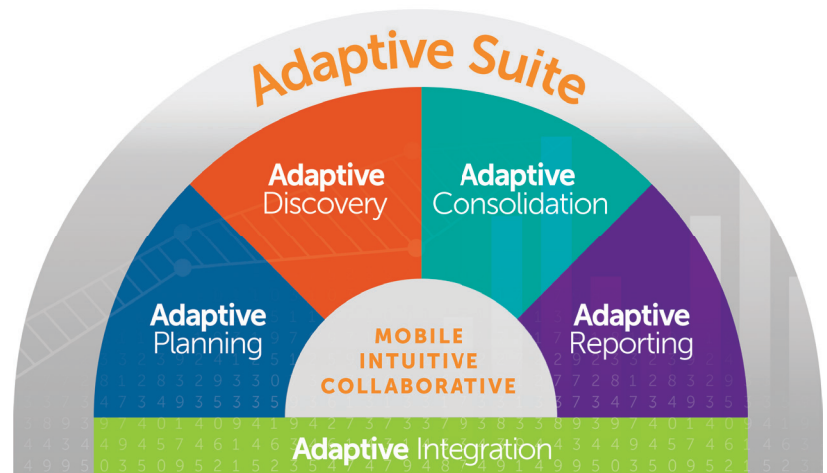 Adaptive Suite
Adaptive
Discovery
Adaptive
Consolidation
Adaptive
Planning
MOBILE
INTUITIVE
COLLABORATIVE
Adaptive
Reporting
Adaptive Integration